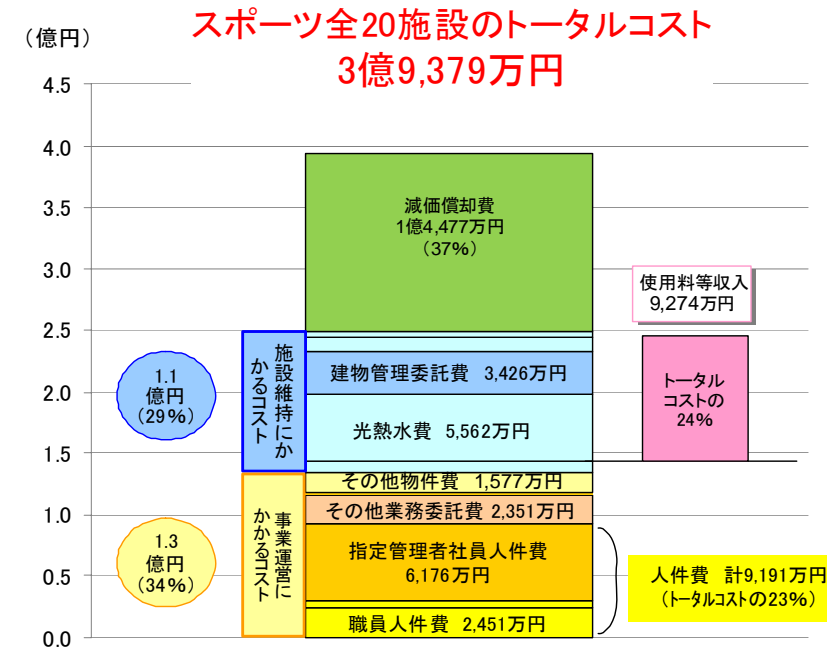 スポーツ全20施設のトータルコスト
3億9,379万円
（億円）
4.5
4.0
3.5
3.0
2.5
2.0
1.5
1.0
0.5
0.0
減価償却費
1億4,477万円
（37%）
建物管理委託費 3,426万円
光熱水費 5,562万円
その他物件費 1,577万円
その他業務委託費 2,351万円
指定管理者社員人件費
6,176万円
職員人件費 2,451万円
施設維持にか
かるコスト
1.1
億円
（29%）
事業運営に
かかるコスト
1.3
億円
（34%）
使用料等収入
9,274万円
トータル
コストの
24%
人件費 計9,191万円
（トータルコストの23%）